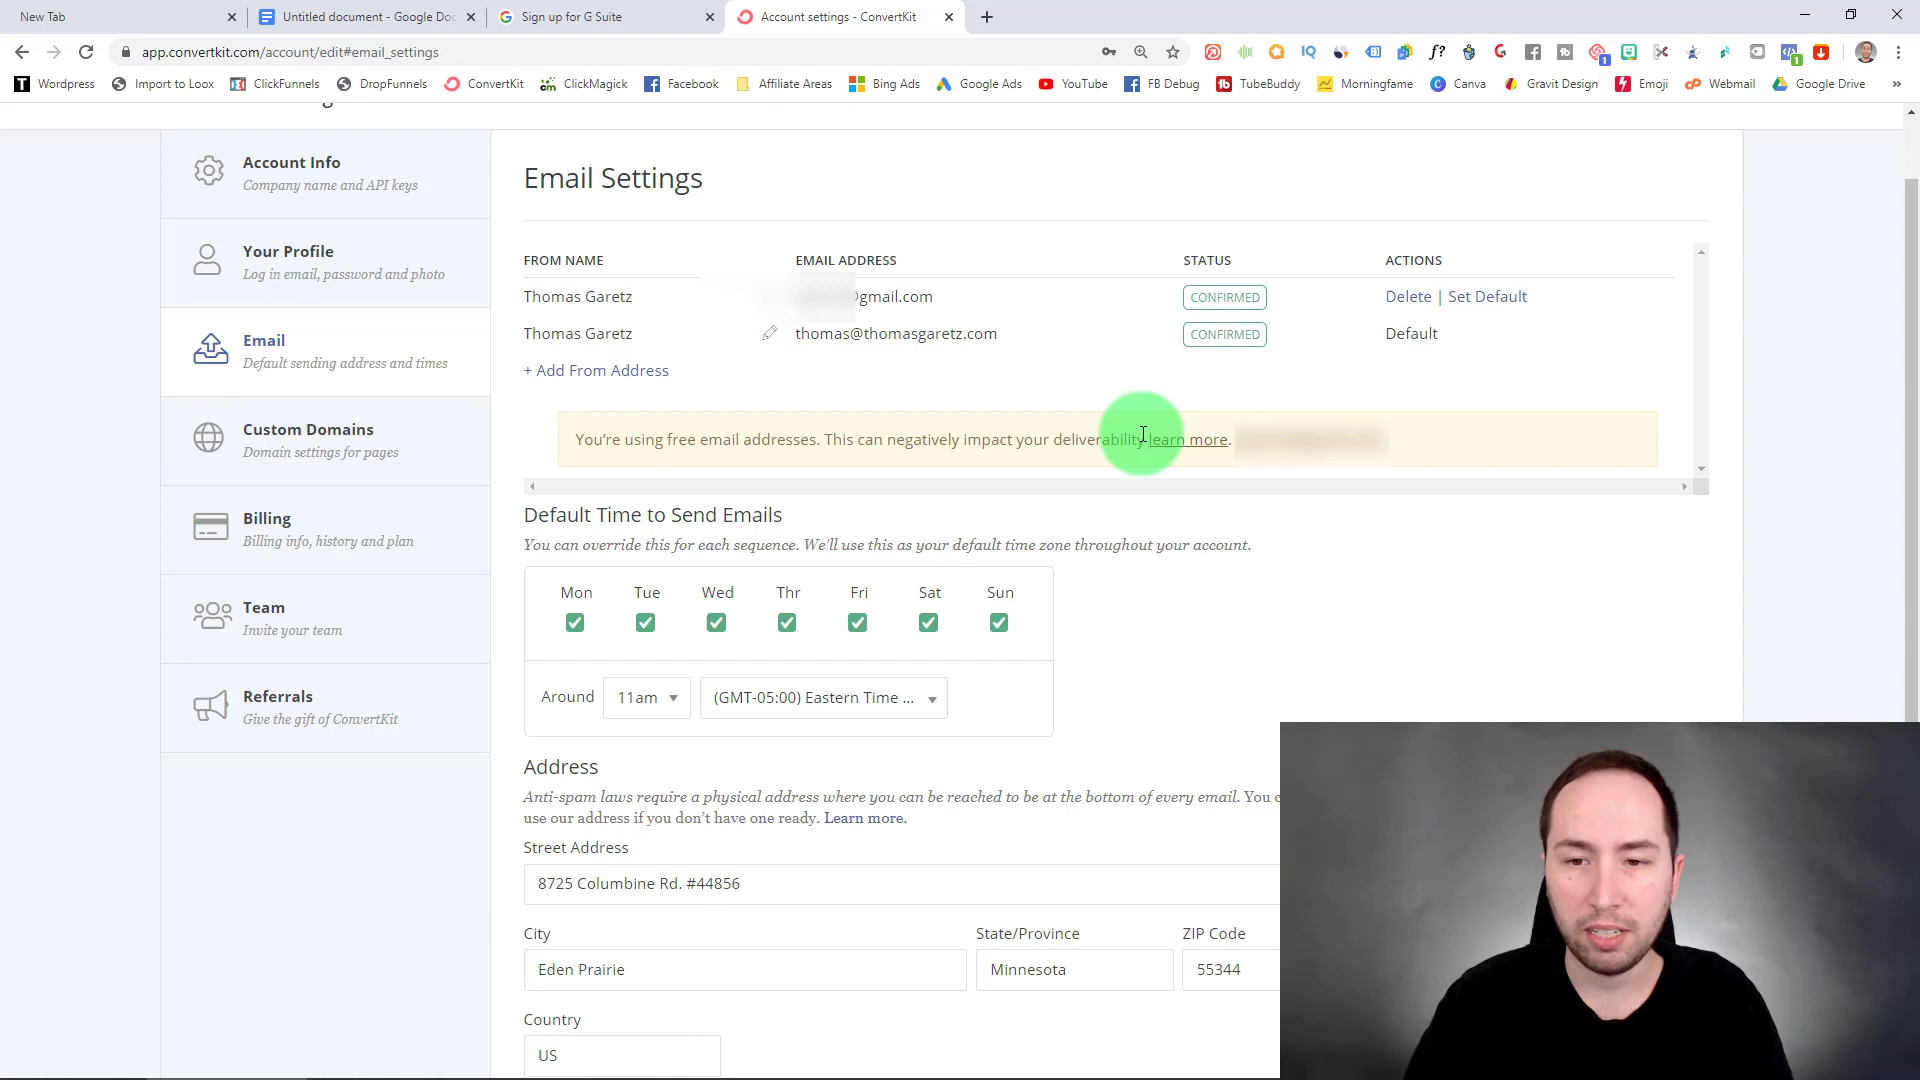 New Tab
Untitled document - Google Doc
Sign up for G Suite
Account settings - ConvertKit
app.convertkit.com/account/edit#email_settings
Wordpress
Import to Loox
ClickFunnels
DropFunnels
ConvertKit
ClickMagick
Facebook
Affiliate Areas
Bing Ads
Google Ads
YouTube
FB Debug
TubeBuddy
Morningfame
Canva
Gravit Design
Emoji
Webmail
Google Drive
Account Info
Company name and API keys
Your Profile
Log in email, password and photo
Email
Default sending address and times
Custom Domains
Domain settings for pages
Billing
Billing info, history and plan
Team
Invite your team
Referrals
Give the gift of ConvertKit
Email Settings
FROM NAME EMAIL ADDRESS STATUS ACTIONS
Thomas Garetz @gmail.com CONFIRMED Delete | Set Default
Thomas Garetz thomas@thomasgaretz.com CONFIRMED Default
+ Add From Address
You're using free email addresses. This can negatively impact your deliverability learn more.
Default Time to Send Emails
You can override this for each sequence. We'll use this as your default time zone throughout your account.
Mon Tue Wed Thr Fri Sat Sun
Around 11am (GMT-05:00) Eastern Time ...
Address
Anti-spam laws require a physical address where you can be reached to be at the bottom of every email. You c
use our address if you don't have one ready. Learn more.
Street Address
8725 Columbine Rd. #44856
City State/Province ZIP Code
Eden Prairie Minnesota 55344
Country
US